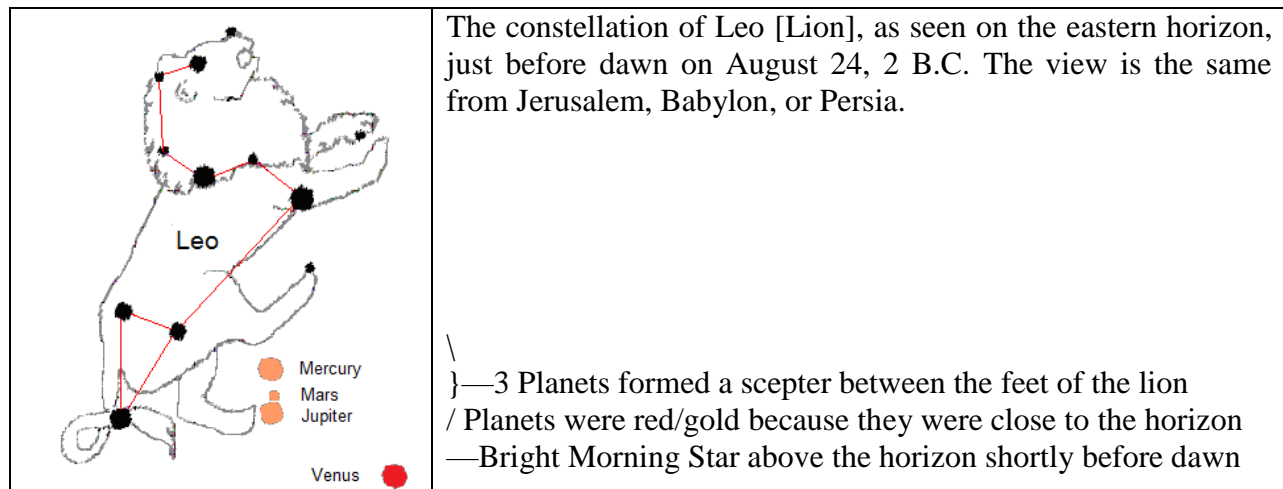 The constellation of Leo [Lion], as seen on the eastern horizon,
just before dawn on August 24, 2 B.C. The view is the same
from Jerusalem, Babylon, or Persia.
Leo
Mercury
Mars
Jupiter
Venus
\
}—3 Planets formed a scepter between the feet of the lion
/ Planets were red/gold because they were close to the horizon
—Bright Morning Star above the horizon shortly before dawn